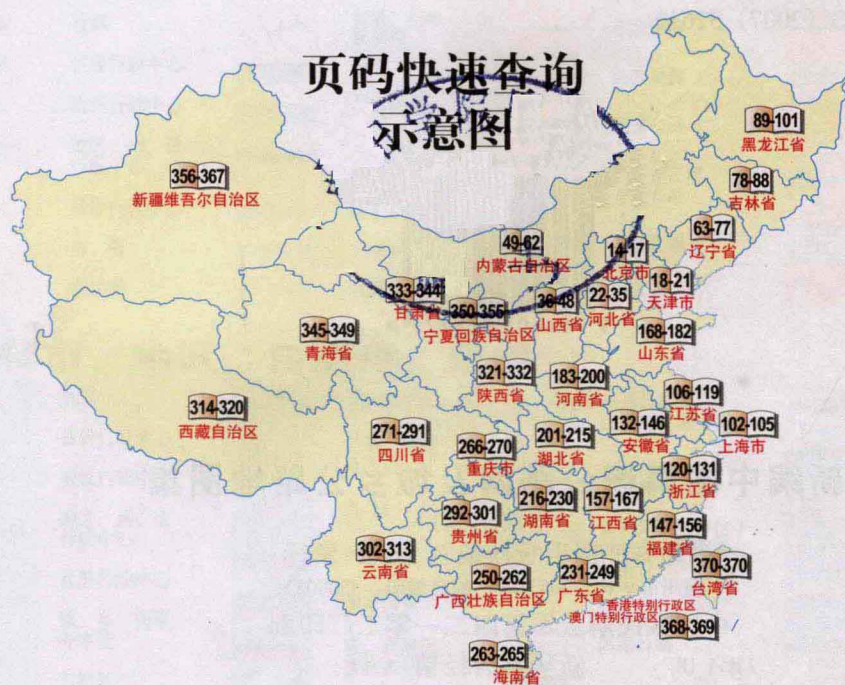 页码快速查询
示意图
89-101
黑龙江省
356-367
新疆维吾尔自治区
78-88
吉林省
63-77
辽宁省
49-62
内蒙古自治区
14-17
北京市
18-21
天津市
333-344
甘肃省
350-355
宁夏回族自治区
36-48
山西省
22-35
河北省
345-349
青海省
168-182
山东省
321-332
陕西省
183-200
河南省
106-119
江苏省
314-320
西藏自治区
271-291
四川省
266-270
重庆市
201-215
湖北省
132-146
安徽省
102-105
上海市
120-131
浙江省
292-301
贵州省
216-230
湖南省
157-167
江西省
147-156
福建省
302-313
云南省
250-262
广西壮族自治区
231-249
广东省
370-370
台湾省
香港特别行政区
澳门特别行政区
368-369
263-265
海南省